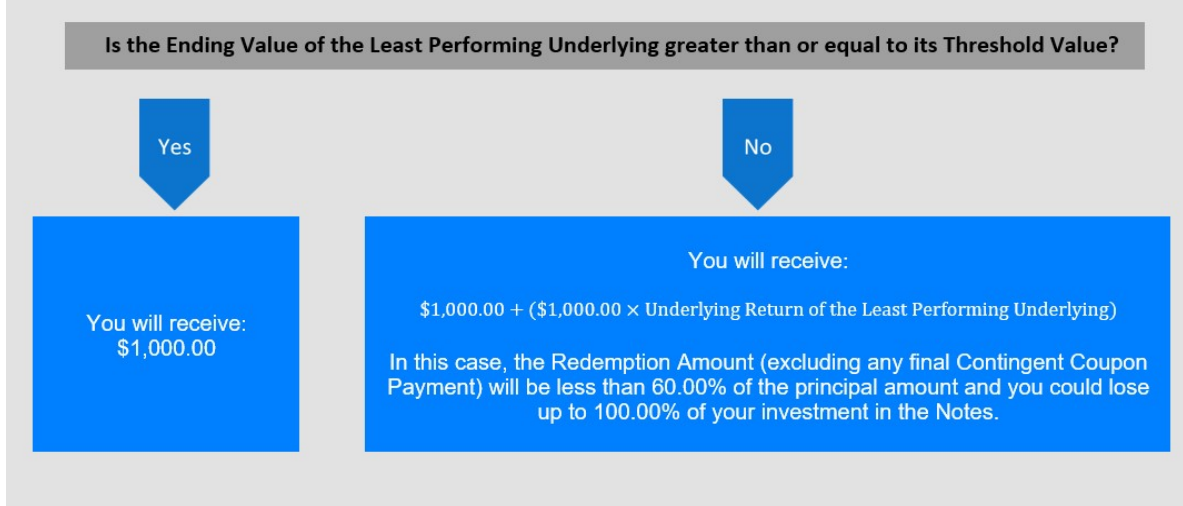 Is the Ending Value of the Least Performing Underlying greater than or equal to its Threshold Value?
Yes
No
You will receive:
$1,000.00
You will receive:
$1,000.00 + ($1,000.00 × Underlying Return of the Least Performing Underlying)
In this case, the Redemption Amount (excluding any final Contingent Coupon
Payment) will be less than 60.00% of the principal amount and you could lose
up to 100.00% of your investment in the Notes.